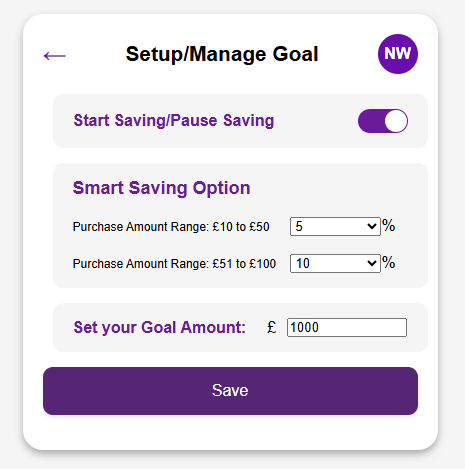 ← Setup/Manage Goal NW
Start Saving/Pause Saving
Smart Saving Option
Purchase Amount Range: £10 to £50 5 %
Purchase Amount Range: £51 to £100 10 %
Set your Goal Amount: £ 1000
Save